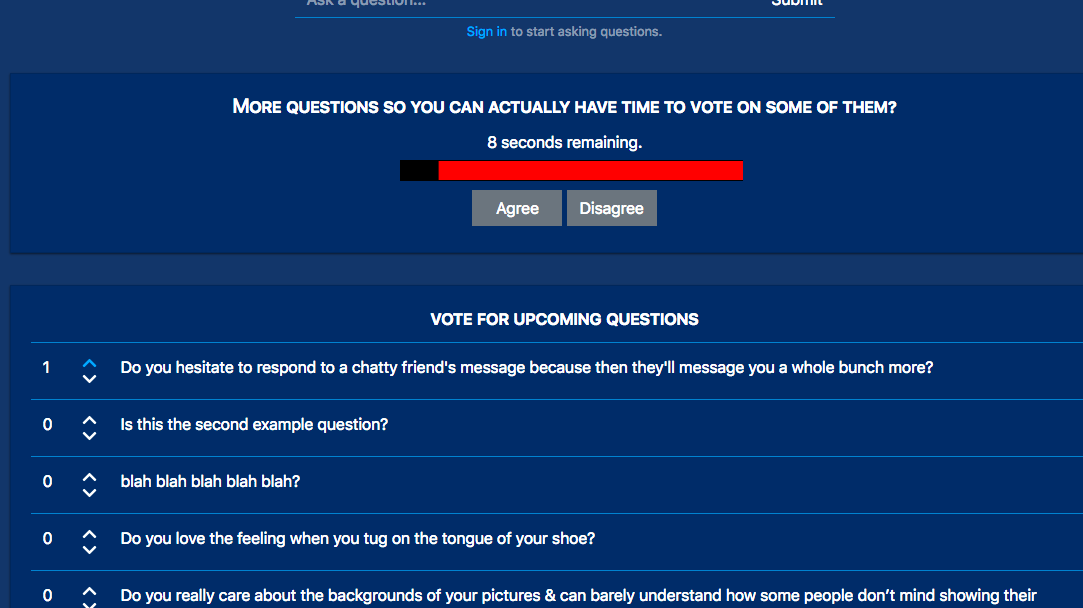 Ask a question...
Submit
Sign in to start asking questions.
MORE QUESTIONS SO YOU CAN ACTUALLY HAVE TIME TO VOTE ON SOME OF THEM?
8 seconds remaining.
Agree
Disagree
VOTE FOR UPCOMING QUESTIONS
1 Do you hesitate to respond to a chatty friend's message because then they'll message you a whole bunch more?
0 Is this the second example question?
0 blah blah blah blah blah?
0 Do you love the feeling when you tug on the tongue of your shoe?
0 Do you really care about the backgrounds of your pictures & can barely understand how some people don’t mind showing their